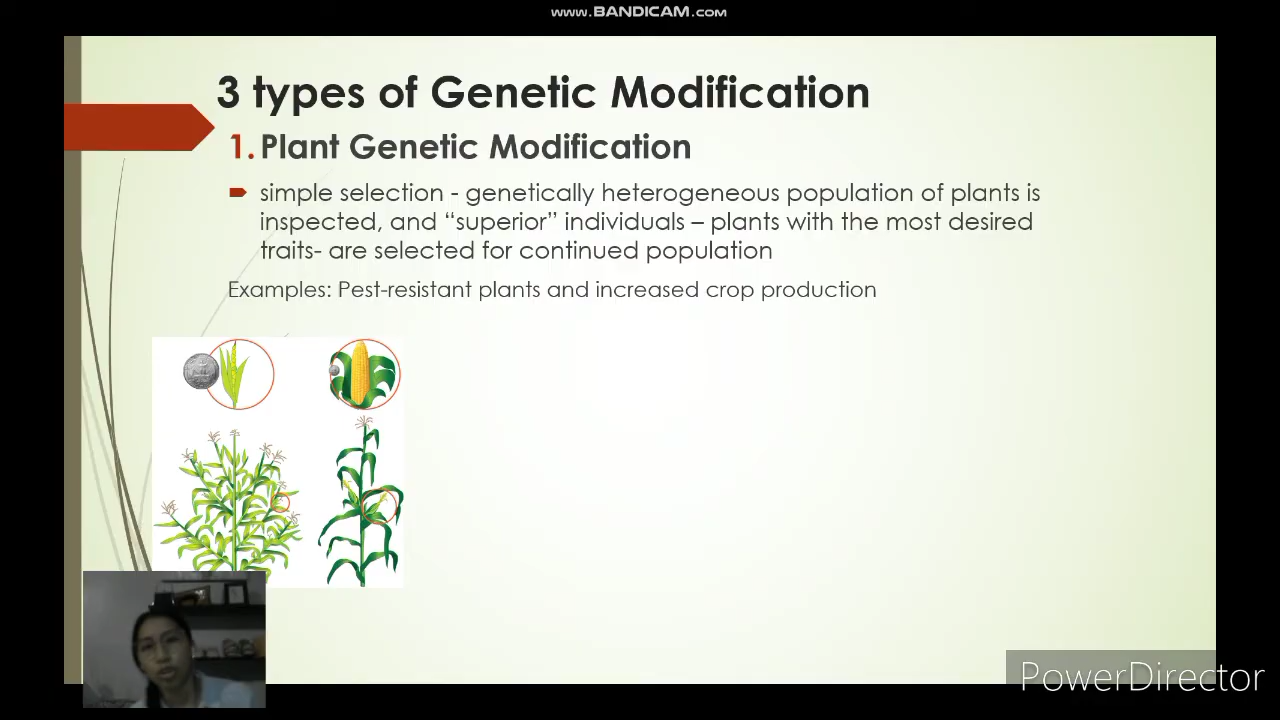 www.BANDICAM.com
3 types of Genetic Modification
1. Plant Genetic Modification
simple selection - genetically heterogeneous population of plants is
inspected, and “superior” individuals – plants with the most desired
traits- are selected for continued population
Examples: Pest-resistant plants and increased crop production
PowerDirector